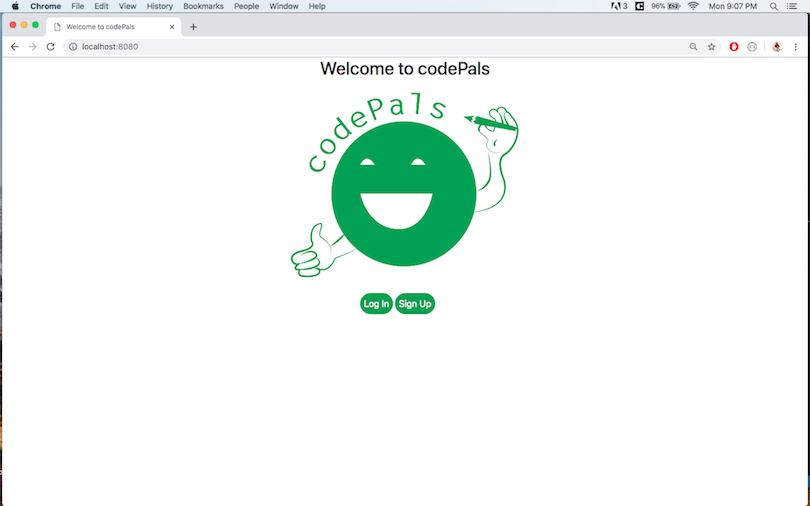 Chrome File Edit View History Bookmarks People Window Help 3 96% Mon 9:07 PM
Welcome to codePals
localhost:8080
Welcome to codePals
codePals
Log In Sign Up